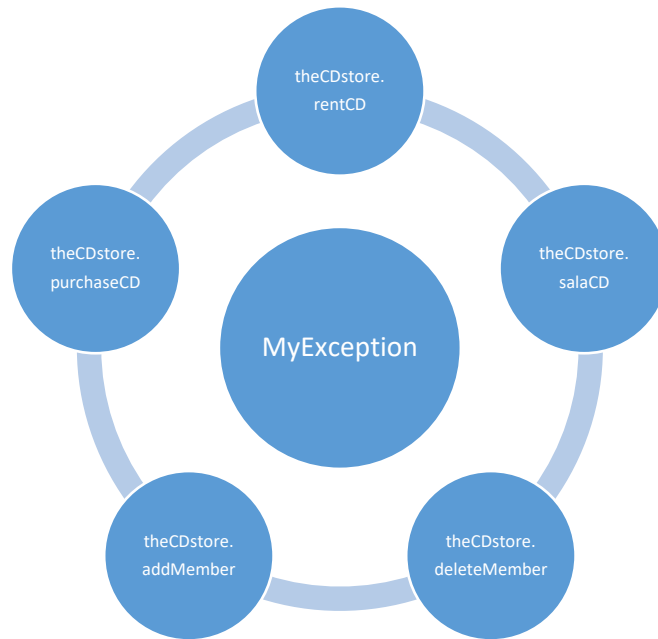 theCDstore.
rentCD
theCDstore.
purchaseCD
theCDstore.
salaCD
MyException
theCDstore.
addMember
theCDstore.
deleteMember